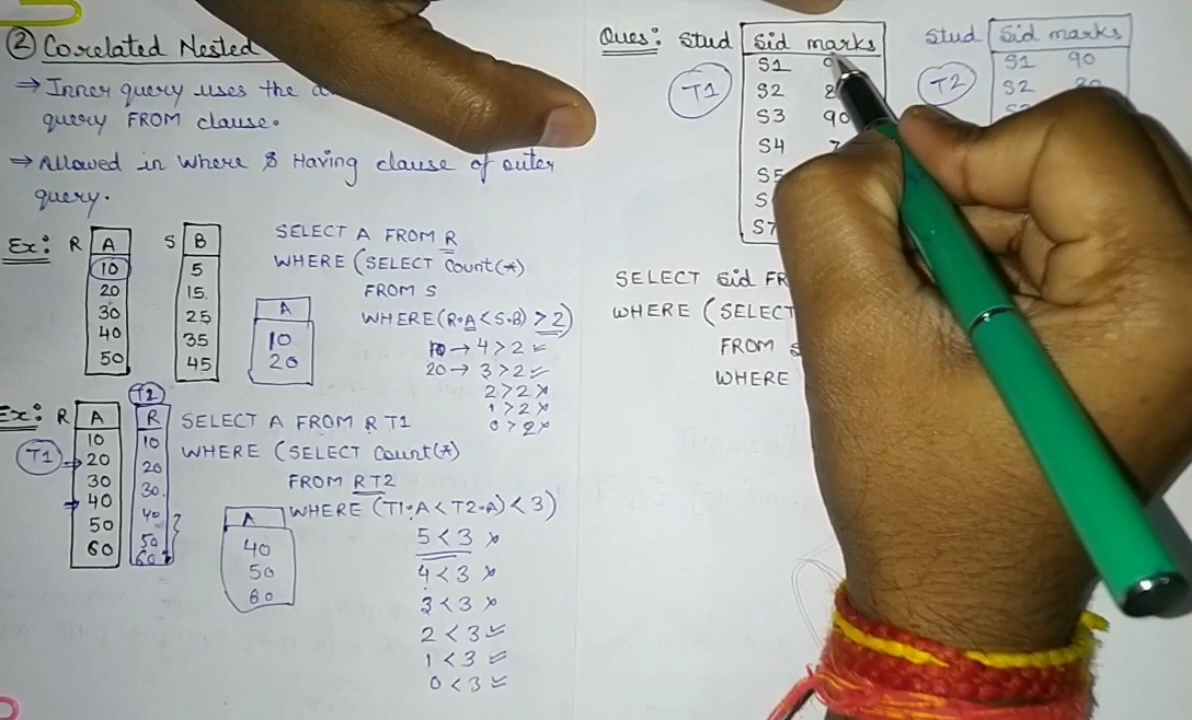 ② Corelated Nested
→ Inner query uses the
query FROM clause.
→ Allowed in Where & Having clause of outer
query.
Ex: R
A
10
20
30
40
50
S
B
5
15
25
35
45
SELECT A FROM R
WHERE (SELECT Count(*)
FROM S
WHERE (R.A < S.B) > 2)
10 → 4 > 2 ✓
20 → 3 > 2 ✓
2 > 2 ×
1 > 2 ×
0 > 2 ×
A
10
20
Ex: R
T1
A
10
20
30
40
50
60
T2
R
10
20
30
40
50
60
SELECT A FROM R T1
WHERE (SELECT Count(*)
FROM R T2
WHERE (T1.A < T2.A) < 3)
5 < 3 ×
4 < 3 ×
3 < 3 ×
2 < 3 ✓
1 < 3 ✓
0 < 3 ✓
A
40
50
60
Ques: Stud
T1
Sid marks
S1
S2
S3 90
S4
S5
S7
Stud
T2
Sid marks
S1 90
S2
SELECT Sid
WHERE (SELECT
FROM
WHERE